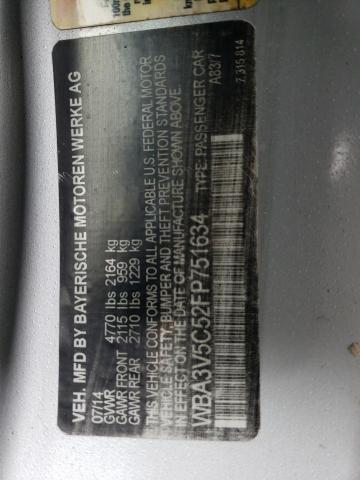 VEH. MFD BY BAYERISCHE MOTOREN WERKE AG
07/14
GVWR 4770 lbs 2164 kg
GAWR FRONT 2115 lbs 959 kg
GAWR REAR 2710 lbs 1229 kg
THIS VEHICLE CONFORMS TO ALL APPLICABLE U.S. FEDERAL MOTOR
VEHICLE SAFETY, BUMPER AND THEFT PREVENTION STANDARDS
IN EFFECT ON THE DATE OF MANUFACTURE SHOWN ABOVE.
WBA3V5C52FP751634 TYPE: PASSENGER CAR
A83/7
7 315 814